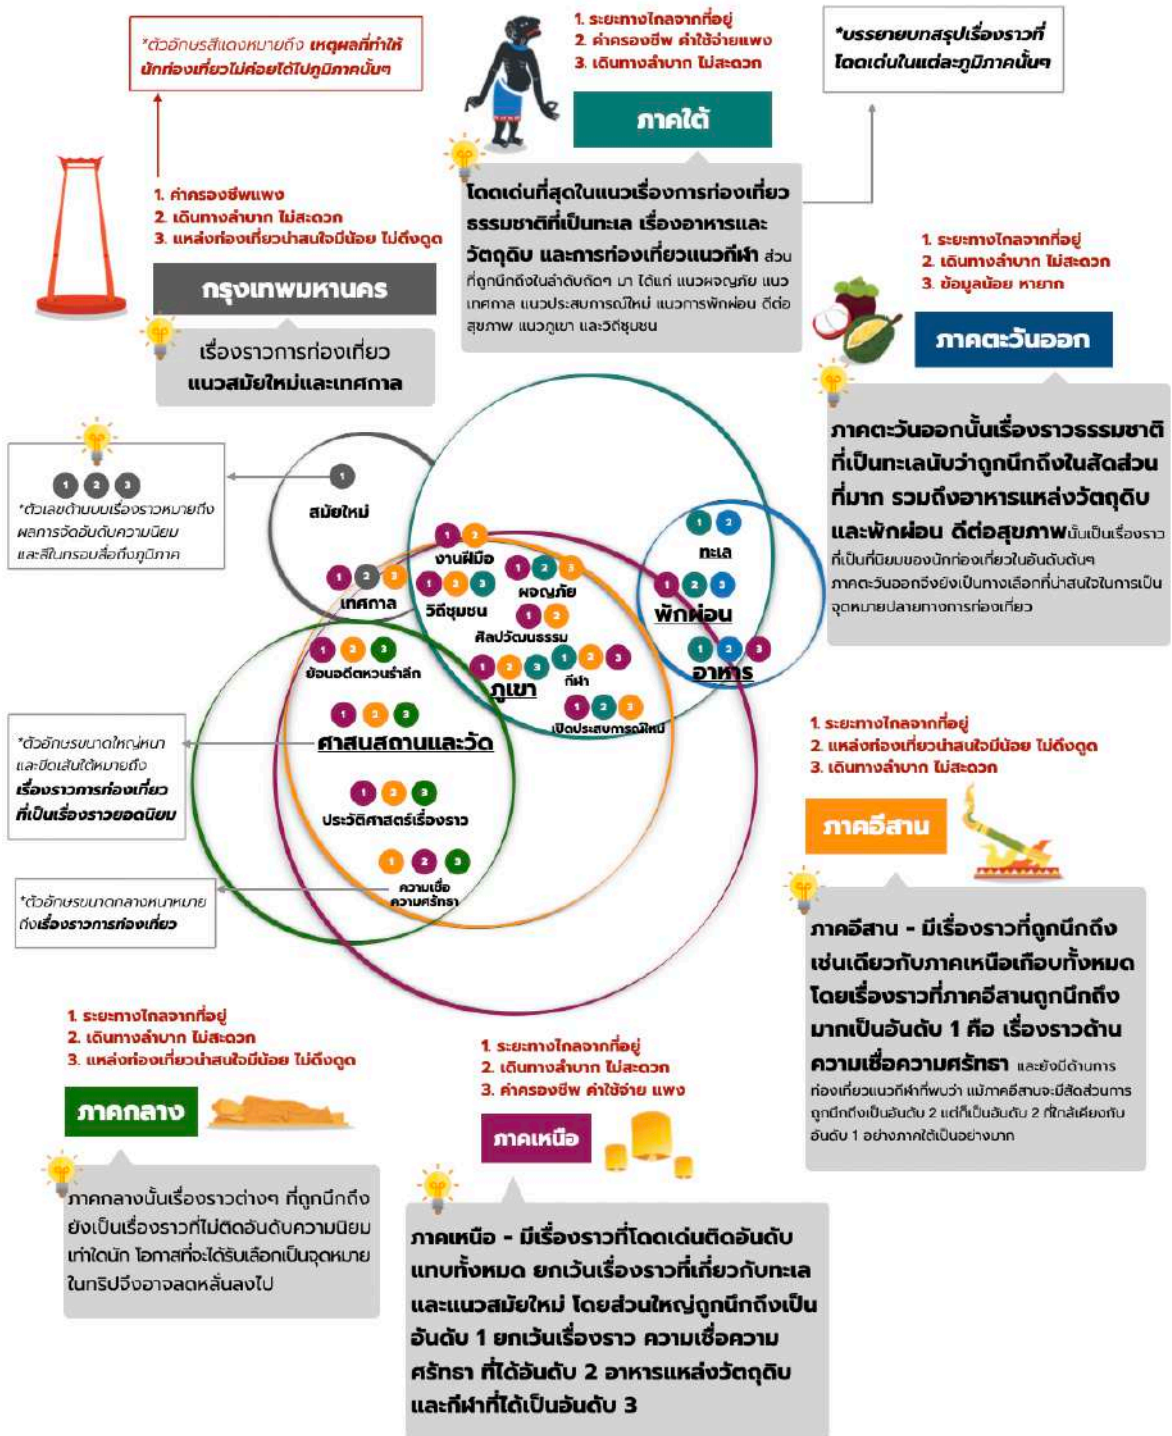 *ตัวอักษรสีแดงหมายถึง เหตุผลที่ทำให้
นักท่องเที่ยวไม่ค่อยได้ไปภูมิภาคนั้นๆ
1. ระยะทางไกลจากที่อยู่
2. ค่าครองชีพ ค่าใช้จ่ายแพง
3. เดินทางลำบาก ไม่สะดวก
ภาคใต้
*บรรยายบทสรุปเรื่องราวที่
โดดเด่นในแต่ละภูมิภาคนั้นๆ
โดดเด่นที่สุดในแนวเรื่องการท่องเที่ยว
ธรรมชาติที่เป็นทะเล เรื่องอาหารและ
วัตถุดิบ และการท่องเที่ยวแนวกีฬา ส่วน
ที่ถูกนึกถึงในลำดับถัดๆ มา ได้แก่ แนวผจญภัย แนว
เทศกาล แนวประสบการณ์ใหม่ แนวการพักผ่อน ดีต่อ
สุขภาพ แนวภูเขา และวิถีชุมชน
1. ค่าครองชีพแพง
2. เดินทางลำบาก ไม่สะดวก
3. แหล่งท่องเที่ยวน่าสนใจมีน้อย ไม่ดึงดูด
กรุงเทพมหานคร
เรื่องราวการท่องเที่ยว
แนวสมัยใหม่และเทศกาล
1. ระยะทางไกลจากที่อยู่
2. เดินทางลำบาก ไม่สะดวก
3. ข้อมูลน้อย หายาก
ภาคตะวันออก
ภาคตะวันออกนั้นเรื่องราวธรรมชาติ
ที่เป็นทะเลนับว่าถูกนึกถึงในสัดส่วน
ที่มาก รวมถึงอาหารแหล่งวัตถุดิบ
และพักผ่อน ดีต่อสุขภาพนั้นเป็นเรื่องราว
ที่เป็นที่นิยมของนักท่องเที่ยวในอันดับต้นๆ
ภาคตะวันออกจึงยังเป็นทางเลือกที่น่าสนใจในการเป็น
จุดหมายปลายทางการท่องเที่ยว
1 2 3
*ตัวเลขด้านบนเรื่องราวหมายถึง
ผลการจัดอันดับความนิยม
และสีในกรอบสื่อถึงภูมิภาค
1
สมัยใหม่
1 2
งานฝีมือ
1 2
ทะเล
1 2 3
เทศกาล
1 2 3
วิถีชุมชน
1 2 3
ผจญภัย
1 2 3
พักผ่อน
1 2
ศิลปวัฒนธรรม
1 2 3
ย้อนอดีตหวนรำลึก
1 2 3
ภูเขา
1 2 3
กีฬา
1 2 3
อาหาร
1 2 3
เปิดประสบการณ์ใหม่
1 2 3
ศาสนสถานและวัด
1 2 3
ประวัติศาสตร์เรื่องราว
1 2 3
ความเชื่อ
ความศรัทธา
*ตัวอักษรขนาดใหญ่หนา
และขีดเส้นใต้หมายถึง
เรื่องราวการท่องเที่ยว
ที่เป็นเรื่องราวยอดนิยม
*ตัวอักษรขนาดกลางหนาหมาย
ถึงเรื่องราวการท่องเที่ยว
1. ระยะทางไกลจากที่อยู่
2. แหล่งท่องเที่ยวน่าสนใจมีน้อย ไม่ดึงดูด
3. เดินทางลำบาก ไม่สะดวก
ภาคอีสาน
ภาคอีสาน - มีเรื่องราวที่ถูกนึกถึง
เช่นเดียวกับภาคเหนือเกือบทั้งหมด
โดยเรื่องราวที่ภาคอีสานถูกนึกถึง
มากเป็นอันดับ 1 คือ เรื่องราวด้าน
ความเชื่อความศรัทธา และยังมีด้านการ
ท่องเที่ยวแนวกีฬาที่พบว่า แม้ภาคอีสานจะมีสัดส่วนการ
ถูกนึกถึงเป็นอันดับ 2 แต่ก็เป็นอันดับ 2 ที่ใกล้เคียงกับ
อันดับ 1 อย่างภาคใต้เป็นอย่างมาก
1. ระยะทางไกลจากที่อยู่
2. เดินทางลำบาก ไม่สะดวก
3. แหล่งท่องเที่ยวน่าสนใจมีน้อย ไม่ดึงดูด
ภาคกลาง
ภาคกลางนั้นเรื่องราวต่างๆ ที่ถูกนึกถึง
ยังเป็นเรื่องราวที่ไม่ติดอันดับความนิยม
เท่าใดนัก โอกาสที่จะได้รับเลือกเป็นจุดหมาย
ในทริปจึงอาจลดหลั่นลงไป
1. ระยะทางไกลจากที่อยู่
2. เดินทางลำบาก ไม่สะดวก
3. ค่าครองชีพ ค่าใช้จ่าย แพง
ภาคเหนือ
ภาคเหนือ - มีเรื่องราวที่โดดเด่นติดอันดับ
แทบทั้งหมด ยกเว้นเรื่องราวที่เกี่ยวกับทะเล
และแนวสมัยใหม่ โดยส่วนใหญ่ถูกนึกถึงเป็น
อันดับ 1 ยกเว้นเรื่องราว ความเชื่อความ
ศรัทธา ที่ได้อันดับ 2 อาหารแหล่งวัตถุดิบ
และกีฬาที่ได้เป็นอันดับ 3